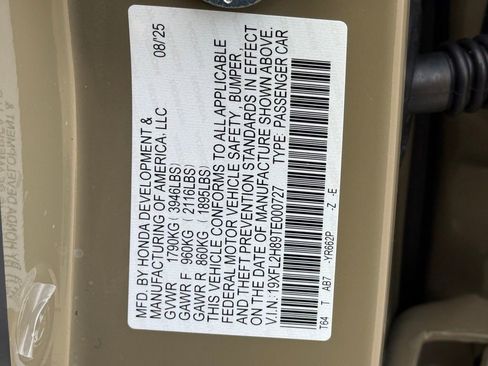 MFD. BY HONDA DEVELOPMENT &
MANUFACTURING OF AMERICA, LLC 08/25
GVWR 1790KG (3946LBS)
GAWR F 960KG (2116LBS)
GAWR R 860KG (1895LBS)
THIS VEHICLE CONFORMS TO ALL APPLICABLE
FEDERAL MOTOR VEHICLE SAFETY, BUMPER,
AND THEFT PREVENTION STANDARDS IN EFFECT
ON THE DATE OF MANUFACTURE SHOWN ABOVE.
V.I.N: 19XFL2H89TE000727 TYPE: PASSENGER CAR
T64 T AB7 -YR662P -Z -E